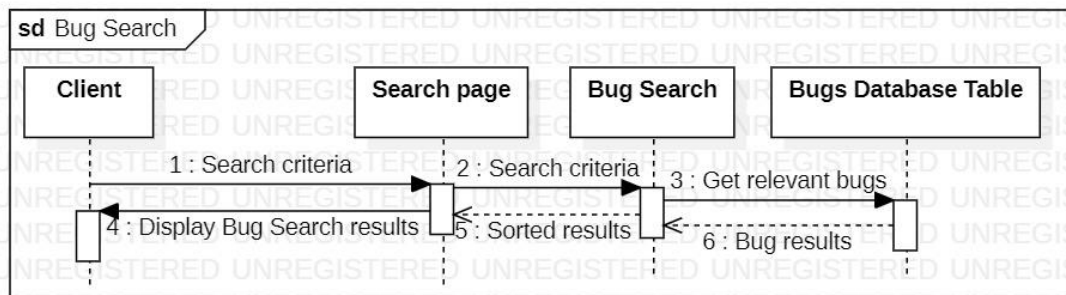 sd Bug Search
Client
Search page
Bug Search
Bugs Database Table
1 : Search criteria
2 : Search criteria
3 : Get relevant bugs
4 : Display Bug Search results
5 : Sorted results
6 : Bug results
UNREGISTERED UNREGISTERED UNREGISTERED UNREGISTERED